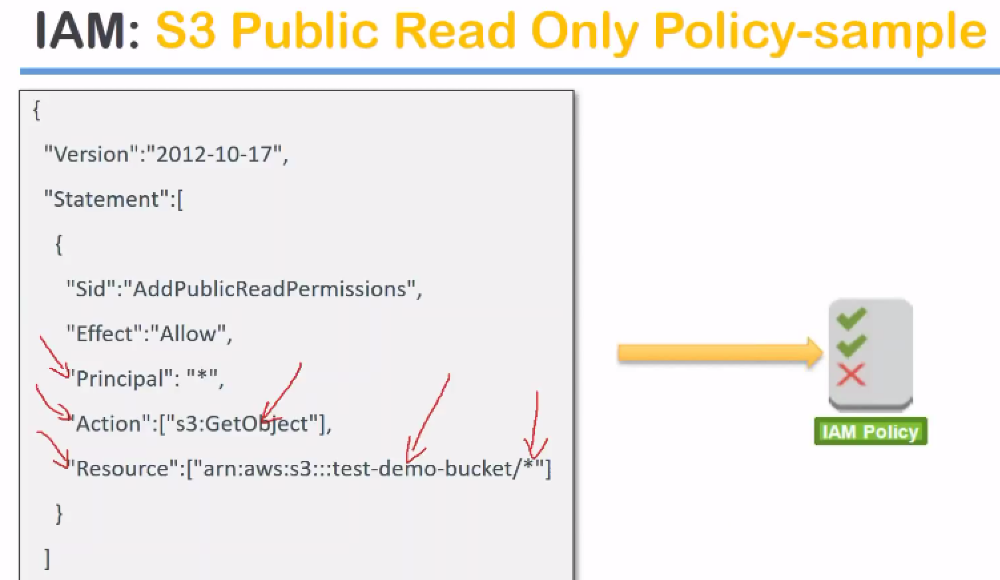 IAM: S3 Public Read Only Policy-sample
{
"Version":"2012-10-17",
"Statement":[
{
"Sid":"AddPublicReadPermissions",
"Effect":"Allow",
"Principal": "*",
"Action":["s3:GetObject"],
"Resource":["arn:aws:s3:::test-demo-bucket/*"]
}
]
IAM Policy